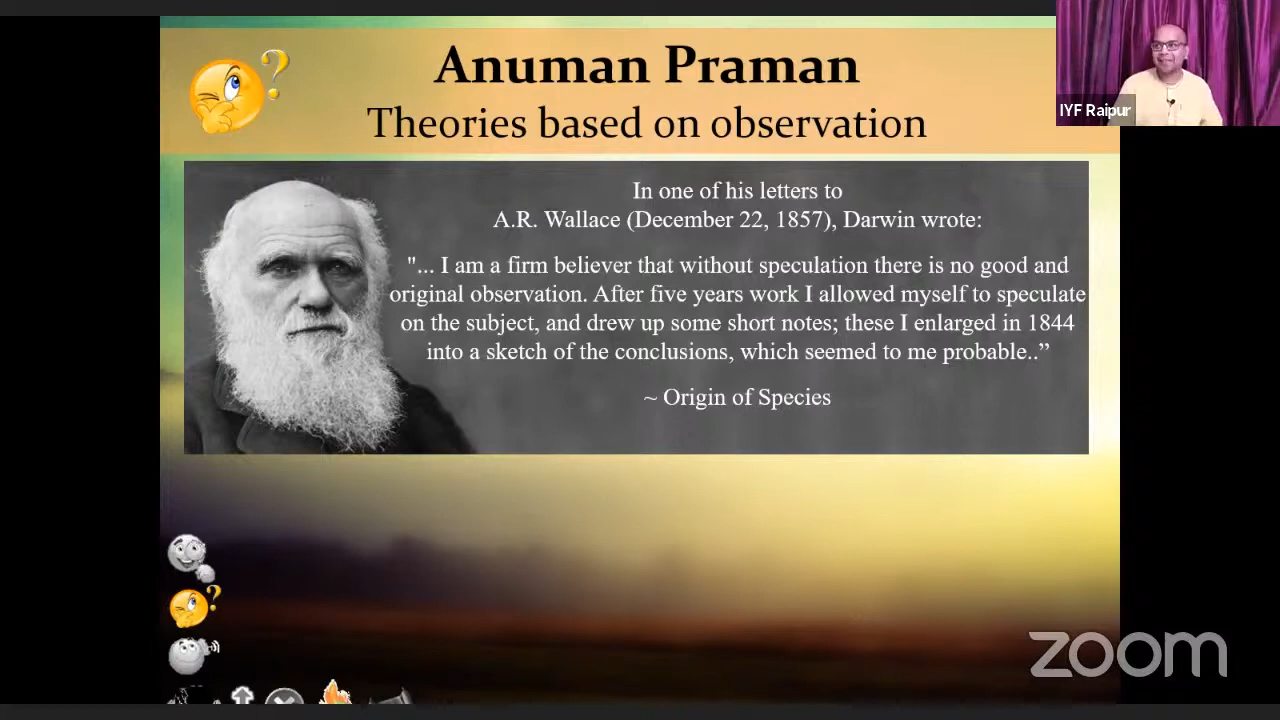 Anuman Praman
Theories based on observation
IYF Raipur
In one of his letters to
A.R. Wallace (December 22, 1857), Darwin wrote:
"... I am a firm believer that without speculation there is no good and
original observation. After five years work I allowed myself to speculate
on the subject, and drew up some short notes; these I enlarged in 1844
into a sketch of the conclusions, which seemed to me probable..”
~ Origin of Species
zoom